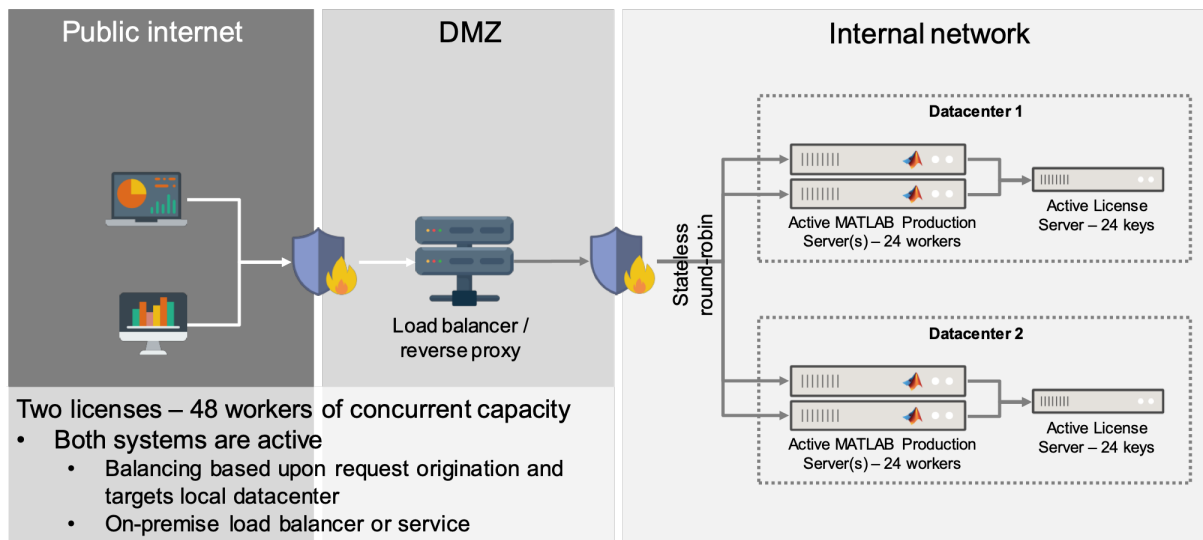 Public internet
DMZ
Internal network
Load balancer /
reverse proxy
Stateless
round-robin
Datacenter 1
Active MATLAB Production
Server(s) – 24 workers
Active License
Server – 24 keys
Datacenter 2
Active MATLAB Production
Server(s) – 24 workers
Active License
Server – 24 keys
Two licenses – 48 workers of concurrent capacity
• Both systems are active
• Balancing based upon request origination and
targets local datacenter
• On-premise load balancer or service